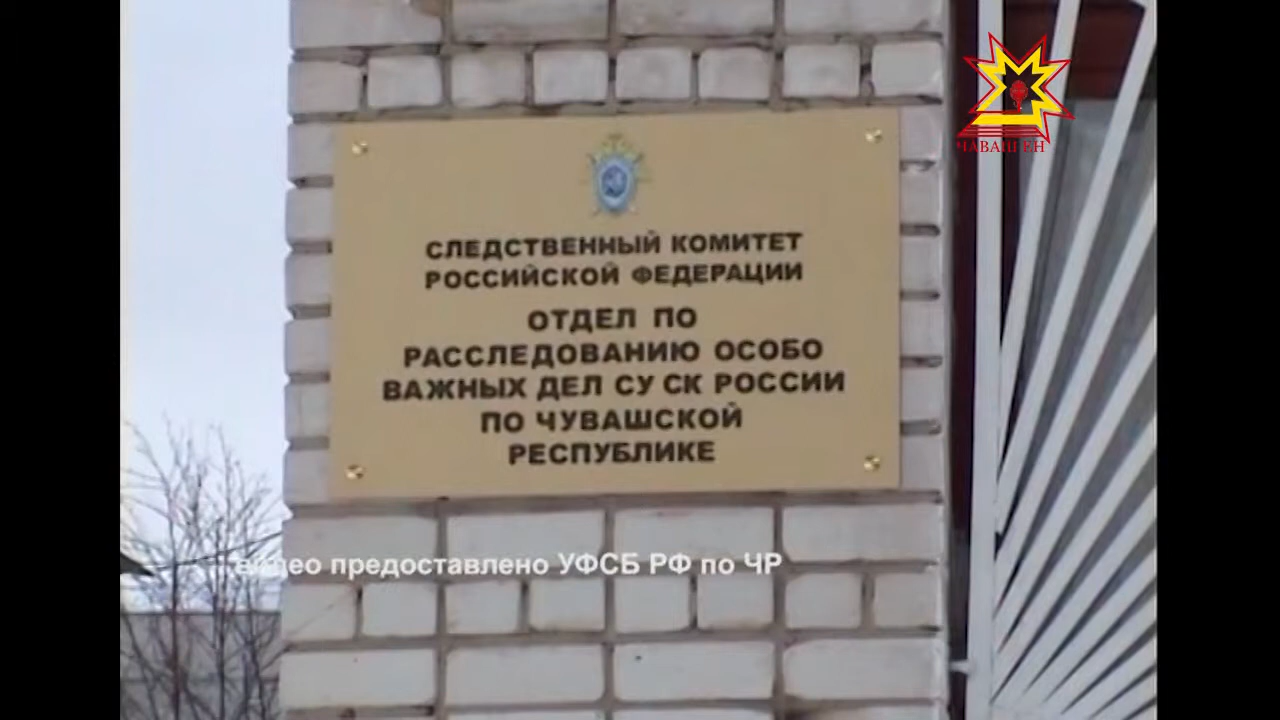 ЧАВАШ ЕН
СЛЕДСТВЕННЫЙ КОМИТЕТ
РОССИЙСКОЙ ФЕДЕРАЦИИ
ОТДЕЛ ПО
РАССЛЕДОВАНИЮ ОСОБО
ВАЖНЫХ ДЕЛ СУ СК РОССИИ
ПО ЧУВАШСКОЙ
РЕСПУБЛИКЕ
видео предоставлено УФСБ РФ по ЧР